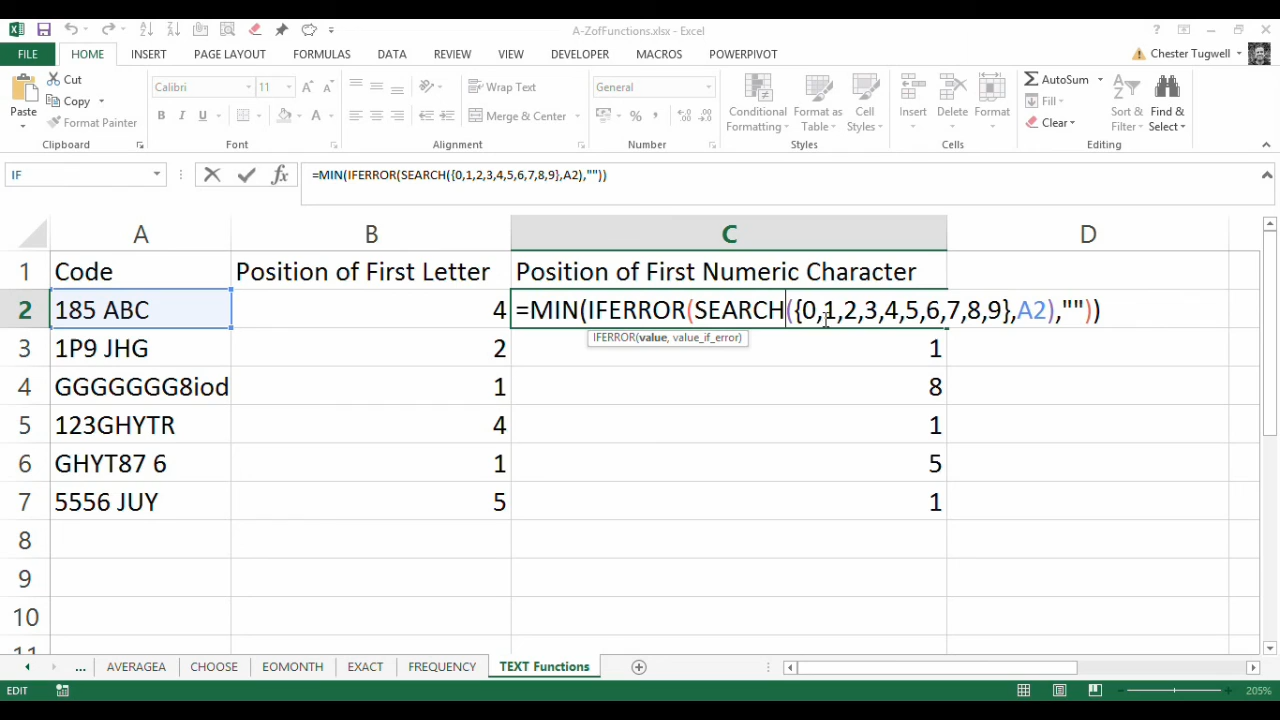 A-ZofFunctions.xlsx - Excel
FILE HOME INSERT PAGE LAYOUT FORMULAS DATA REVIEW VIEW DEVELOPER MACROS POWERPIVOT Chester Tugwell
Paste
Cut
Copy
Format Painter
Clipboard
Calibri 11
B I U
Font
Wrap Text
Merge & Center
Alignment
General
%
Number
Conditional Formatting
Format as Table
Cell Styles
Styles
Insert
Delete
Format
Cells
AutoSum
Fill
Clear
Sort & Filter
Find & Select
Editing
IF
=MIN(IFERROR(SEARCH({0,1,2,3,4,5,6,7,8,9},A2),""))
A B C D
1 Code Position of First Letter Position of First Numeric Character
2 185 ABC 4 =MIN(IFERROR(SEARCH({0,1,2,3,4,5,6,7,8,9},A2),""))
IFERROR(value, value_if_error)
3 1P9 JHG 2 1
4 GGGGGGG8iod 1 8
5 123GHYTR 4 1
6 GHYT87 6 1 5
7 5556 JUY 5 1
8
9
10
11
... AVERAGEA CHOOSE EOMONTH EXACT FREQUENCY TEXT Functions
EDIT 205%